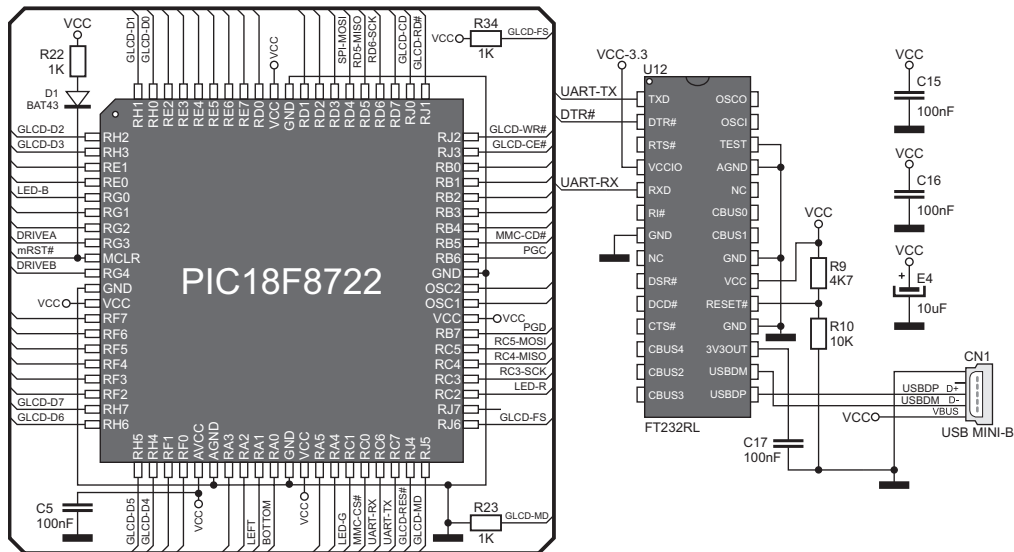 VCC
R22
1K
D1
BAT43
GLCD-D1
GLCD-D0
VCC
SPI-MOSI
RD5-MISO
RD6-SCK
GLCD-CD
GLCD-RD#
VCC
R34
1K
GLCD-FS
RH1
RH0
RE2
RE3
RE4
RE5
RE6
RE7
RD0
VCC
GND
RD1
RD2
RD3
RD4
RD5
RD6
RD7
RJ0
RJ1
GLCD-D2
GLCD-D3
LED-B
DRIVEA
mRST#
DRIVEB
VCC
GLCD-D7
GLCD-D6
RH2
RH3
RE1
RE0
RG0
RG1
RG2
RG3
MCLR
RG4
GND
VCC
RF7
RF6
RF5
RF4
RF3
RF2
RH7
RH6
PIC18F8722
RJ2
RJ3
RB0
RB1
RB2
RB3
RB4
RB5
RB6
GND
OSC2
OSC1
VCC
RB7
RC5
RC4
RC3
RC2
RJ7
RJ6
GLCD-WR#
GLCD-CE#
MMC-CD#
PGC
VCC
PGD
RC5-MOSI
RC4-MISO
RC3-SCK
LED-R
GLCD-FS
RH5
RH4
RF1
RF0
AVCC
AGND
RA3
RA2
RA1
RA0
GND
VCC
RA5
RA4
RC1
RC0
RC6
RC7
RJ4
RJ5
C5
100nF
GLCD-D5
GLCD-D4
VCC
LEFT
BOTTOM
VCC
LED-G
MMC-CS#
UART-RX
UART-TX
GLCD-RES#
GLCD-MD
R23
1K
GLCD-MD
VCC-3.3
U12
UART-TX
DTR#
UART-RX
TXD
DTR#
RTS#
VCCIO
RXD
RI#
GND
NC
DSR#
DCD#
CTS#
CBUS4
CBUS2
CBUS3
OSCO
OSCI
TEST
AGND
NC
CBUS0
CBUS1
GND
VCC
RESET#
GND
3V3OUT
USBDM
USBDP
FT232RL
VCC
R9
4K7
R10
10K
C17
100nF
VCC
C15
100nF
VCC
C16
100nF
VCC
+
E4
10uF
CN1
USBDP D+
USBDM D-
VCC
VBUS
USB MINI-B